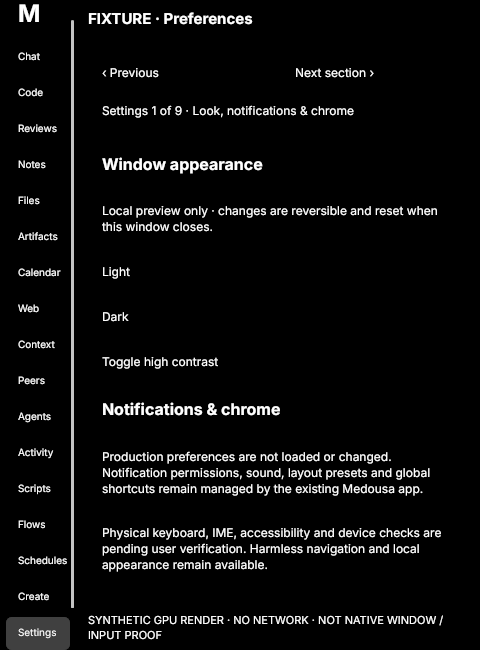 M
Chat
Code
Reviews
Notes
Files
Artifacts
Calendar
Web
Context
Peers
Agents
Activity
Scripts
Flows
Schedules
Create
Settings
FIXTURE · Preferences
‹ Previous
Next section ›
Settings 1 of 9 · Look, notifications & chrome
Window appearance
Local preview only · changes are reversible and reset when
this window closes.
Light
Dark
Toggle high contrast
Notifications & chrome
Production preferences are not loaded or changed.
Notification permissions, sound, layout presets and global
shortcuts remain managed by the existing Medousa app.
Physical keyboard, IME, accessibility and device checks are
pending user verification. Harmless navigation and local
appearance remain available.
SYNTHETIC GPU RENDER · NO NETWORK · NOT NATIVE WINDOW /
INPUT PROOF